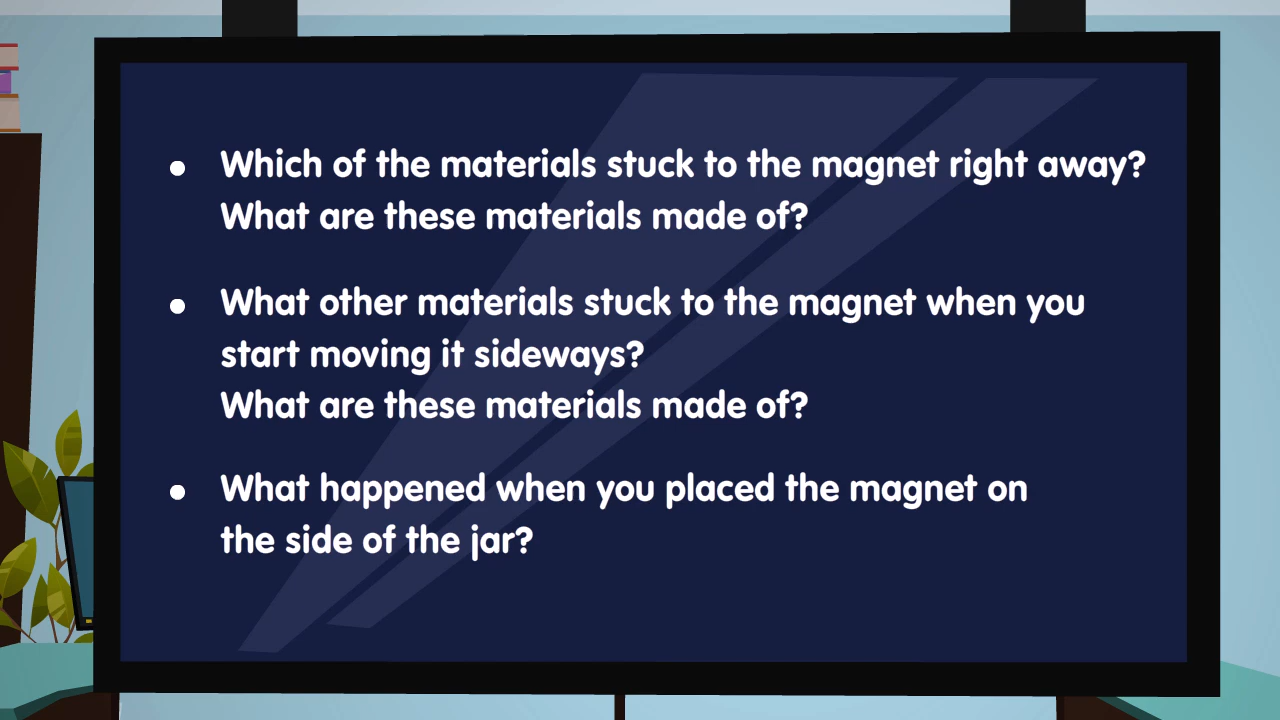 • Which of the materials stuck to the magnet right away?
What are these materials made of?
• What other materials stuck to the magnet when you
start moving it sideways?
What are these materials made of?
• What happened when you placed the magnet on
the side of the jar?